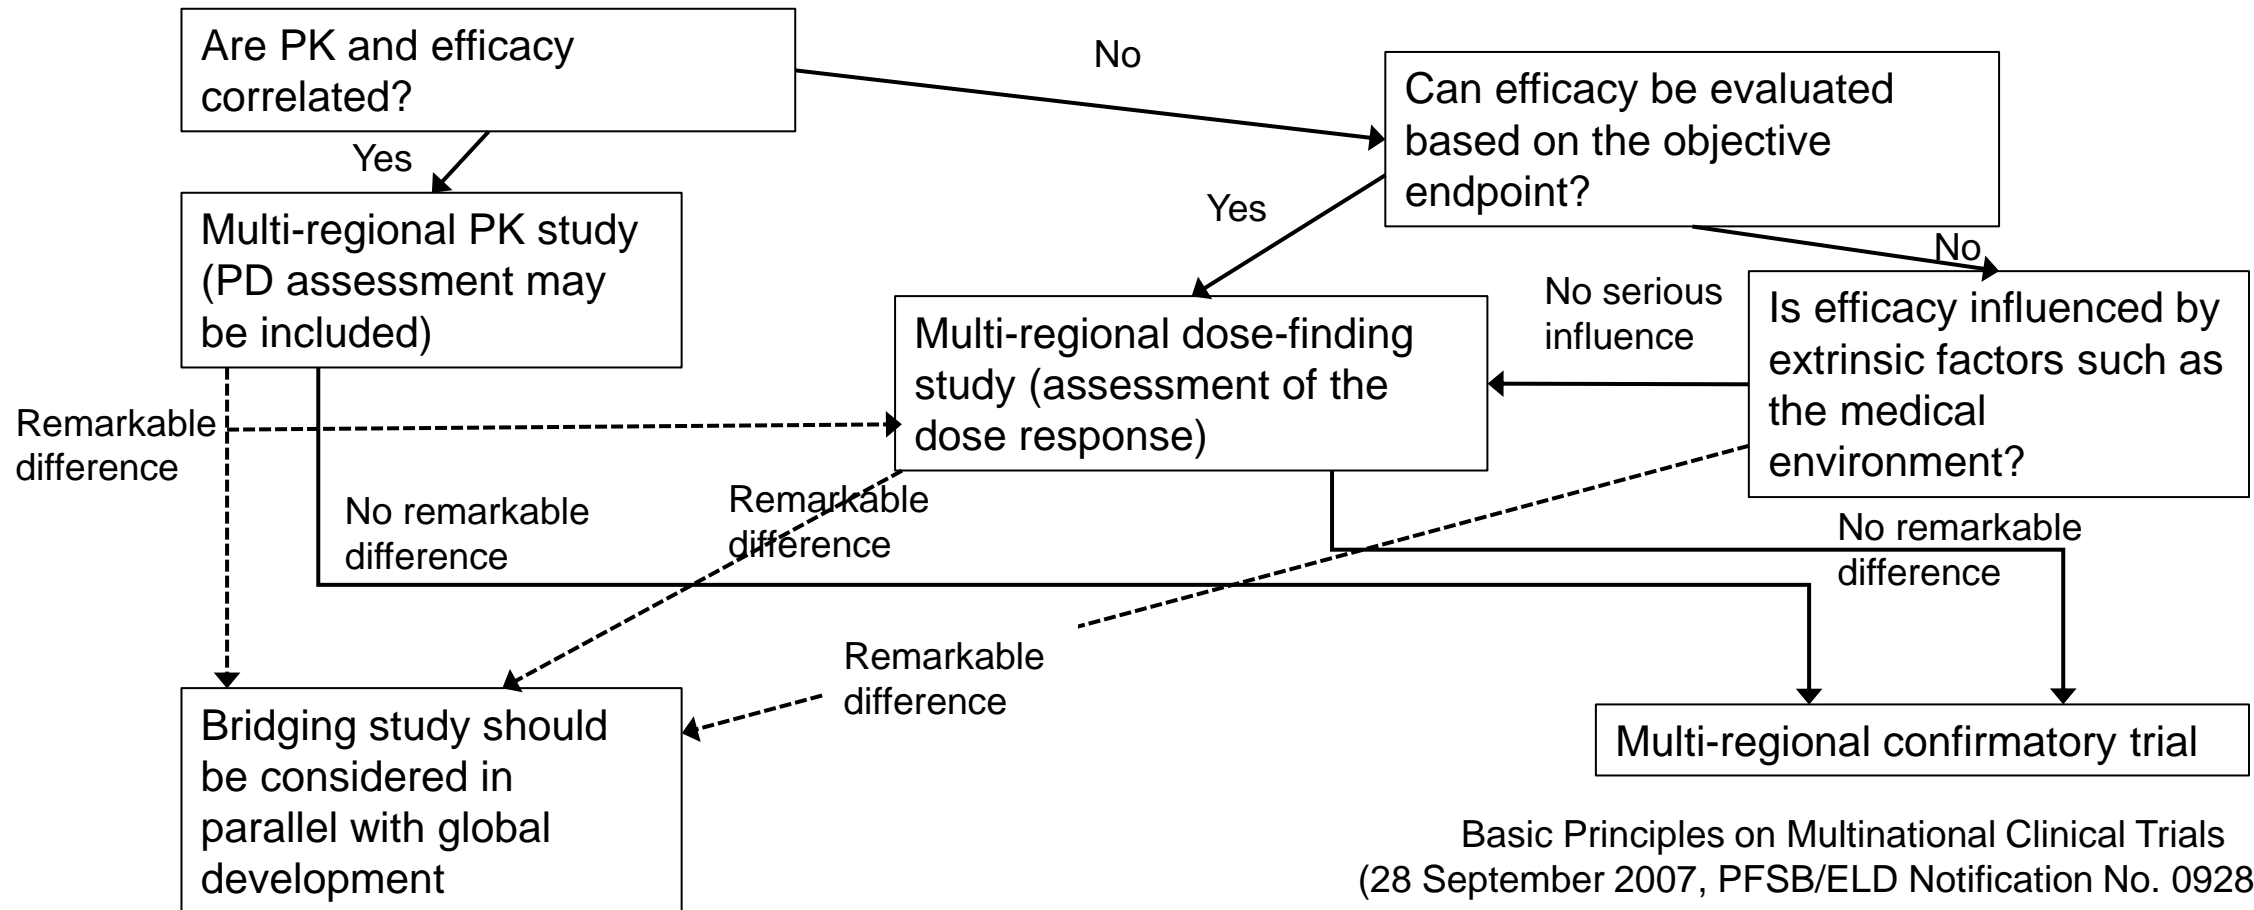 Are PK and efficacy
correlated?
No
Can efficacy be evaluated
based on the objective
endpoint?
Yes
Yes
No
Multi-regional PK study
(PD assessment may
be included)
No serious
influence
Is efficacy influenced by
extrinsic factors such as
the medical
environment?
Multi-regional dose-finding
study (assessment of the
dose response)
Remarkable
difference
No remarkable
difference
Remarkable
difference
No remarkable
difference
Remarkable
difference
Bridging study should
be considered in
parallel with global
development
Multi-regional confirmatory trial
Basic Principles on Multinational Clinical Trials
(28 September 2007, PFSB/ELD Notification No. 0928